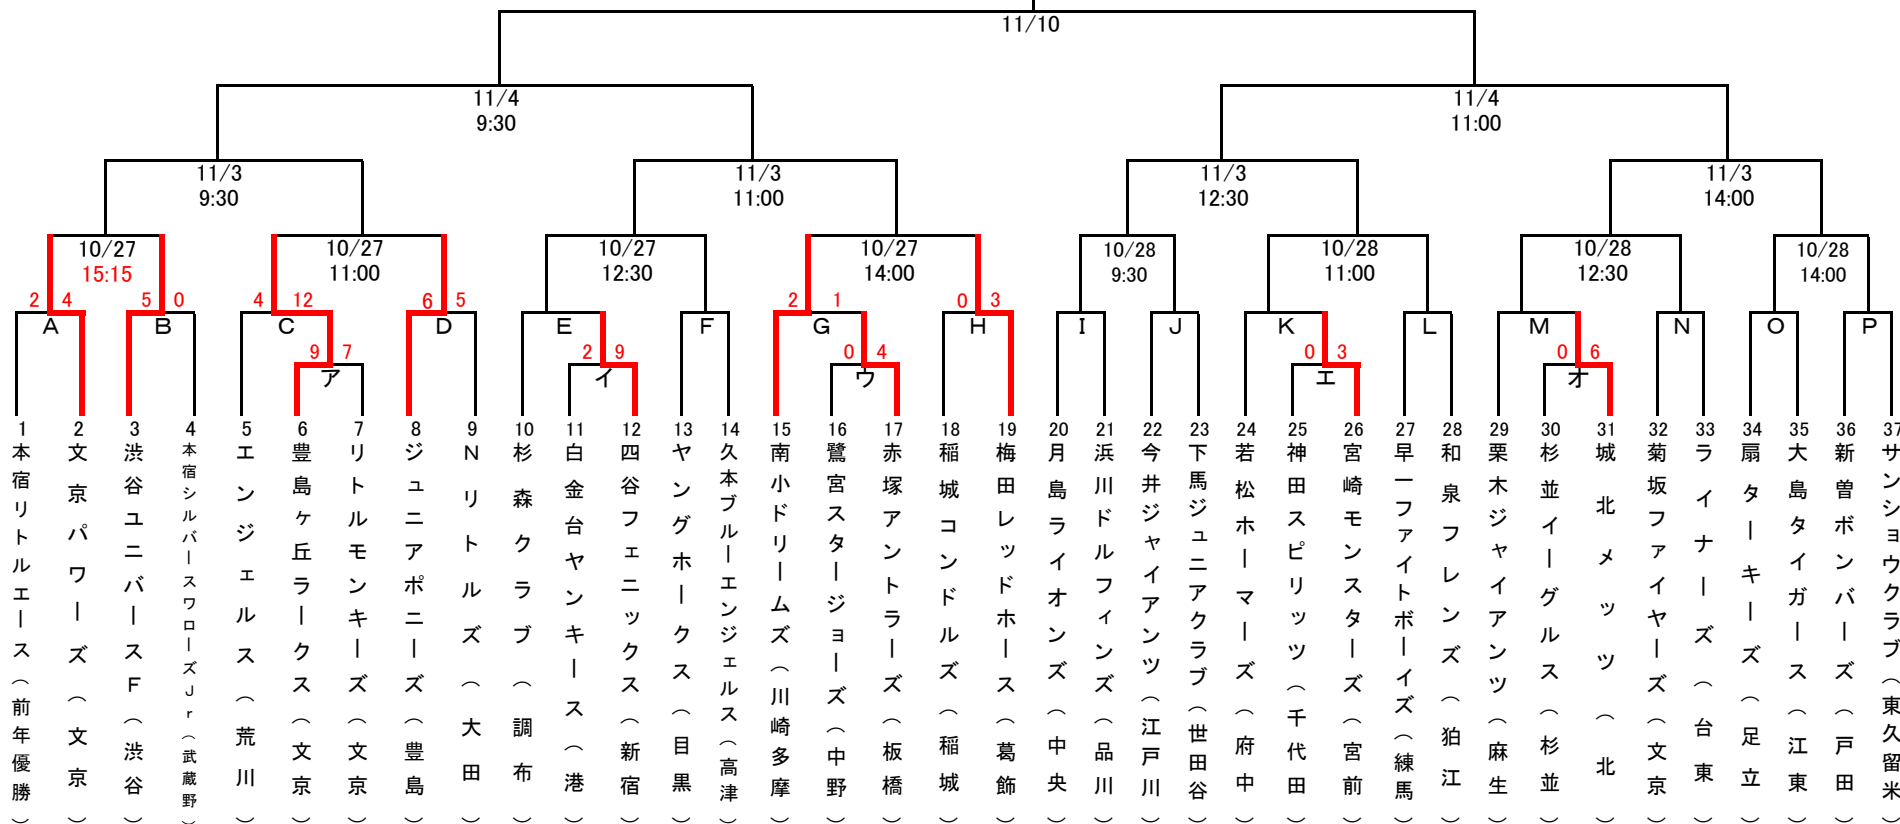 11/10
11/4
9:30
11/4
11:00
11/3
9:30
11/3
11:00
11/3
12:30
11/3
14:00
10/27
15:15
10/27
11:00
10/27
12:30
10/27
14:00
10/28
9:30
10/28
11:00
10/28
12:30
10/28
14:00
2 4
5 0
4 12
6 5
2 1
0 3
A B C D E F G H I J K L M N O P
9 7
2 9
0 4
0 3
0 6
ア イ ウ エ オ
1 本宿リトルエース（前年優勝）
2 文京パワーズ（文京）
3 渋谷ユニバースF（渋谷）
4 本宿シルバースワローズJr（武蔵野）
5 エンジェルス（荒川）
6 豊島ヶ丘ラークス（文京）
7 リトルモンキーズ（文京）
8 ジュニアポニーズ（豊島）
9 Nリトルズ（大田）
10 杉森クラブ（調布）
11 白金台ヤンキース（港）
12 四谷フェニックス（新宿）
13 ヤングホークス（目黒）
14 久本ブルーエンジェルス（高津）
15 南小ドリームズ（川崎多摩）
16 鷺宮スタージョーズ（中野）
17 赤塚アントラーズ（板橋）
18 稲城コンドルズ（稲城）
19 梅田レッドホース（葛飾）
20 月島ライオンズ（中央）
21 浜川ドルフィンズ（品川）
22 今井ジャイアンツ（江戸川）
23 下馬ジュニアクラブ（世田谷）
24 若松ホーマーズ（府中）
25 神田スピリッツ（千代田）
26 宮崎モンスターズ（宮前）
27 早一ファイトボーイズ（練馬）
28 和泉フレンズ（狛江）
29 栗木ジャイアンツ（麻生）
30 杉並イーグルス（杉並）
31 城北メッツ（北）
32 菊坂ファイヤーズ（文京）
33 ライナーズ（台東）
34 扇ターキーズ（足立）
35 大島タイガース（江東）
36 新曽ボンバーズ（戸田）
37 サンショウクラブ（東久留米）